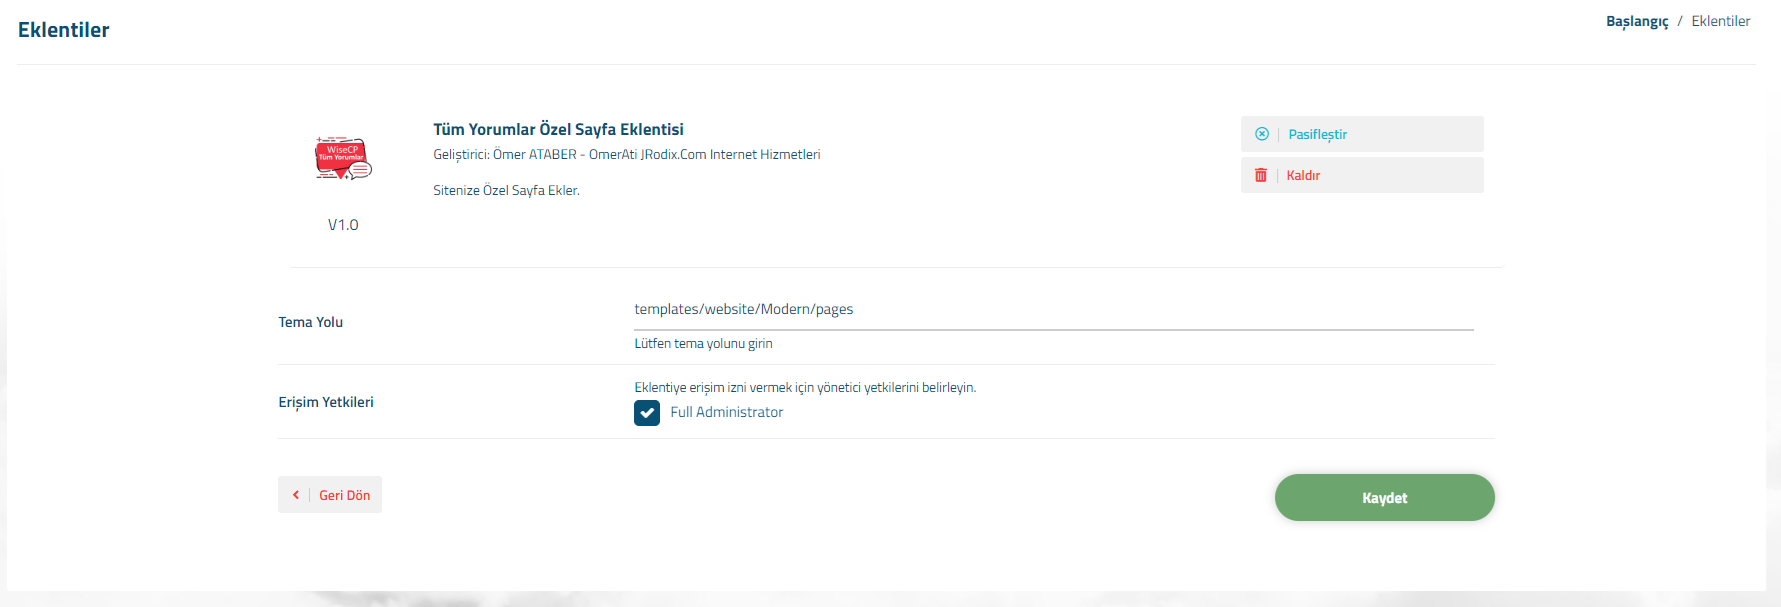 Eklentiler
Başlangıç / Eklentiler
WiseCP
Tüm Yorumlar
V1.0
Tüm Yorumlar Özel Sayfa Eklentisi
Geliştirici: Ömer ATABER - OmerAti JRodix.Com Internet Hizmetleri
Sitenize Özel Sayfa Ekler.
Pasifleştir
Kaldır
Tema Yolu
templates/website/Modern/pages
Lütfen tema yolunu girin
Erişim Yetkileri
Eklentiye erişim izni vermek için yönetici yetkilerini belirleyin.
Full Administrator
Geri Dön
Kaydet